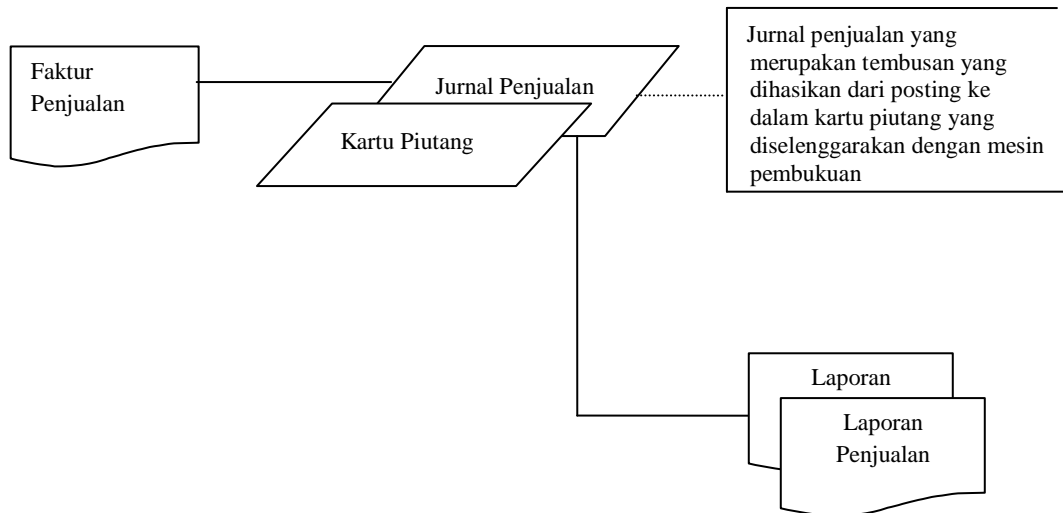 Faktur
Penjualan
Jurnal Penjualan
Kartu Piutang
Jurnal penjualan yang
merupakan tembusan yang
dihasikan dari posting ke
dalam kartu piutang yang
diselenggarakan dengan mesin
pembukuan
Laporan
Laporan
Penjualan